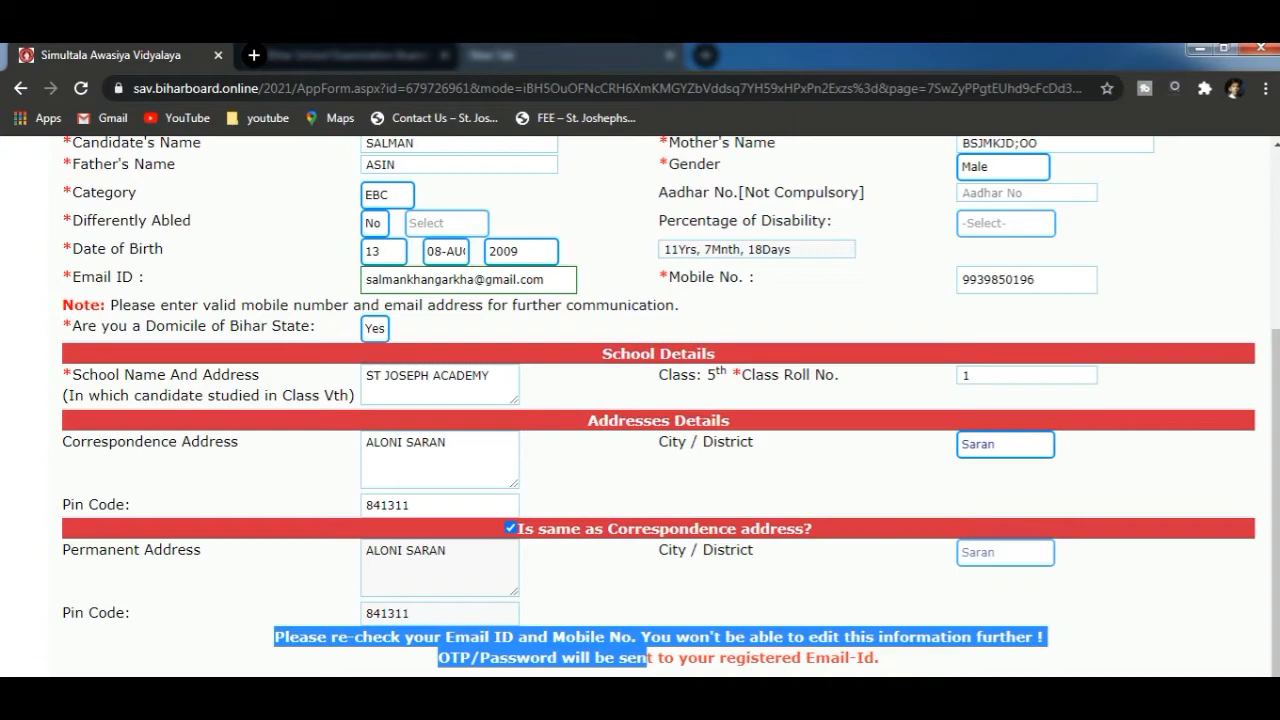 Simultala Awasiya Vidyalaya
sav.biharboard.online/2021/AppForm.aspx?id=679726961&mode=iBH5OuOFNcCRH6XmKMGYZbVddsq7YH59xHPxPn2Exzs%3d&page=7SwZyPPgtEUhd9cFcDd3...
Apps Gmail YouTube youtube Maps Contact Us – St. Jos... FEE – St. Joshephs...
*Candidate's Name SALMAN *Mother's Name BSJMKJD;OO
*Father's Name ASIN *Gender Male
*Category EBC Aadhar No.[Not Compulsory] Aadhar No
*Differently Abled No Select Percentage of Disability: -Select-
*Date of Birth 13 08-AU 2009 11Yrs, 7Mnth, 18Days
*Email ID : salmankhangarkha@gmail.com *Mobile No. : 9939850196
Note: Please enter valid mobile number and email address for further communication.
*Are you a Domicile of Bihar State: Yes
School Details
*School Name And Address ST JOSEPH ACADEMY Class: 5th *Class Roll No. 1
(In which candidate studied in Class Vth)
Addresses Details
Correspondence Address ALONI SARAN City / District Saran
Pin Code: 841311
Is same as Correspondence address?
Permanent Address ALONI SARAN City / District Saran
Pin Code: 841311
Please re-check your Email ID and Mobile No. You won't be able to edit this information further !
OTP/Password will be sent to your registered Email-Id.